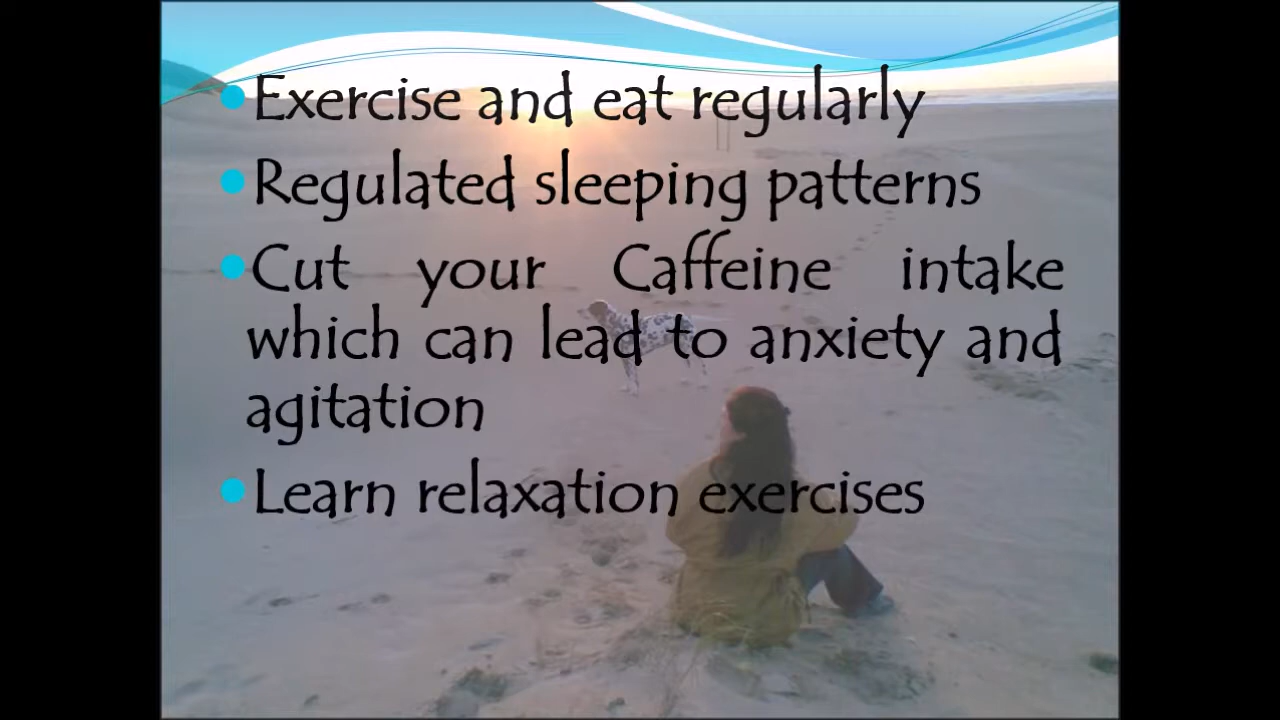 Exercise and eat regularly
Regulated sleeping patterns
Cut your Caffeine intake
which can lead to anxiety and
agitation
Learn relaxation exercises